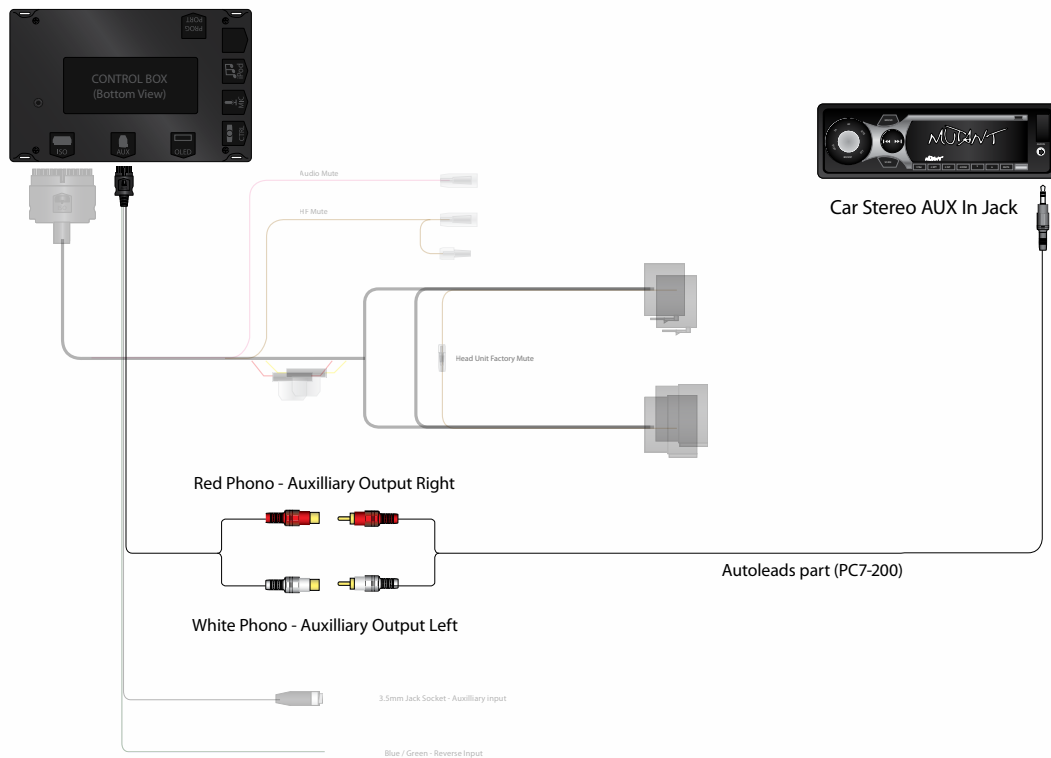 PROG
PORT
CONTROL BOX
(Bottom View)
iPod
MIC
CTRL
ISO
AUX
OLED
Audio Mute
HF Mute
Head Unit Factory Mute
MUTANT
Car Stereo AUX In Jack
Red Phono - Auxilliary Output Right
Autoleads part (PC7-200)
White Phono - Auxilliary Output Left
3.5mm Jack Socket - Auxilliary input
Blue / Green - Reverse Input